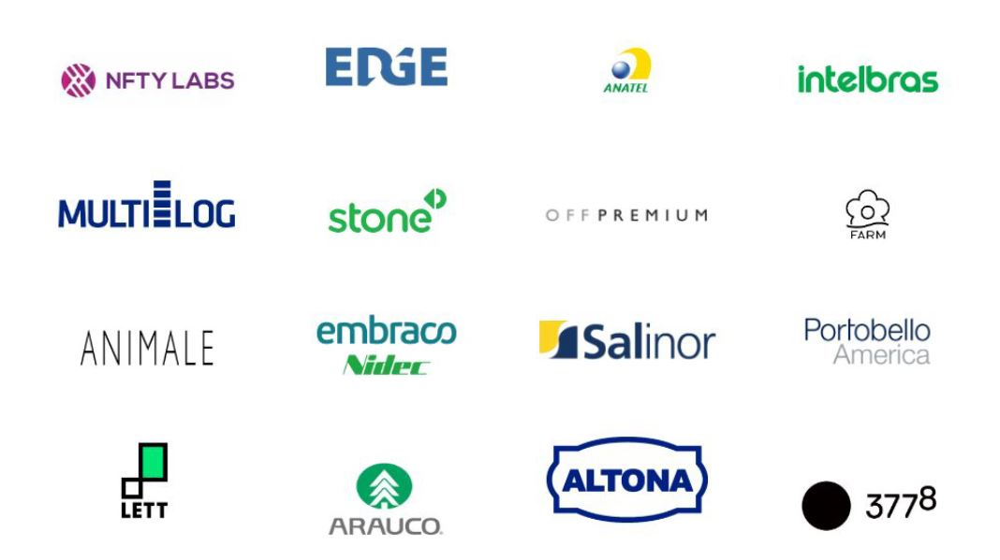 NFTY LABS
EDGE
ANATEL
intelbras
MULTILOG
stone
OFFPREMIUM
FARM
ANIMALE
embraco
Nidec
Salinor
Portobello
America
LETT
ARAUCO
ALTONA
3778